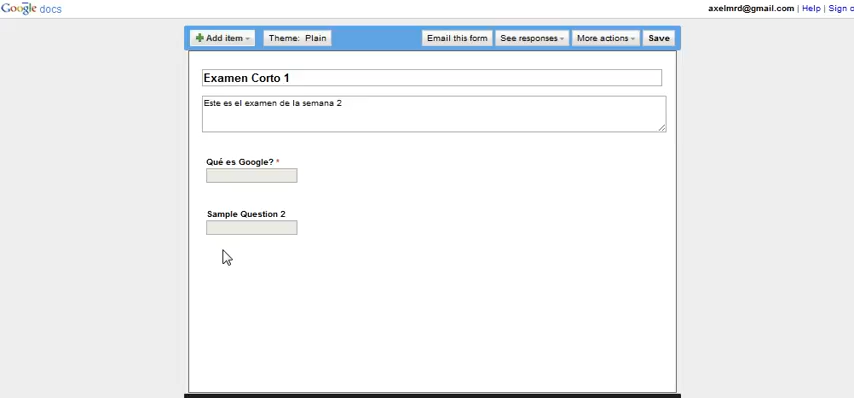 Google docs
axelmrd@gmail.com | Help | Sign
Add item
Theme: Plain
Email this form
See responses
More actions
Save
Examen Corto 1
Este es el examen de la semana 2
Qué es Google? *
Sample Question 2